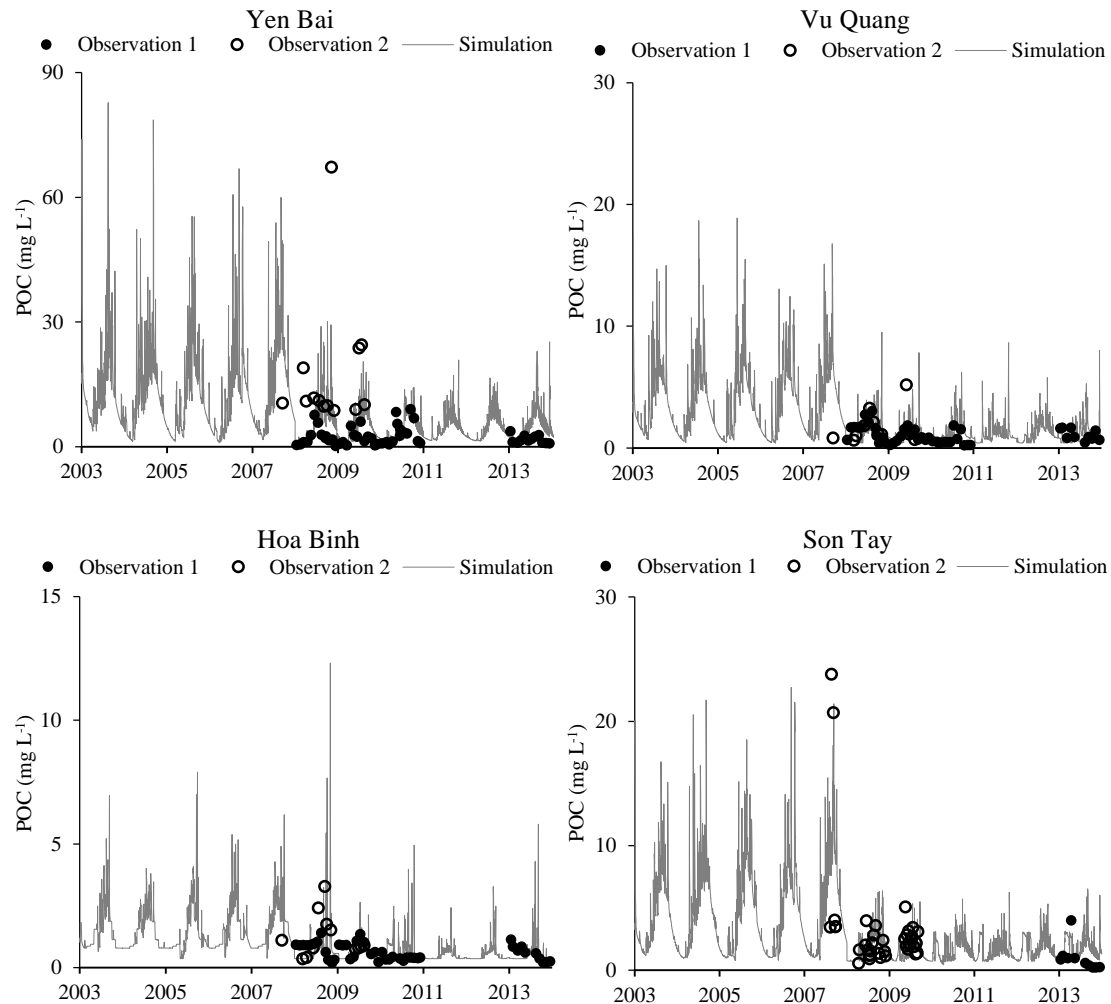 Yen Bai
Observation 1 Observation 2 Simulation
90
60
30
0
POC (mg L-1)
2003 2005 2007 2009 2011 2013
Vu Quang
Observation 1 Observation 2 Simulation
30
20
10
0
POC (mg L-1)
2003 2005 2007 2009 2011 2013
Hoa Binh
Observation 1 Observation 2 Simulation
15
10
5
0
POC (mg L-1)
2003 2005 2007 2009 2011 2013
Son Tay
Observation 1 Observation 2 Simulation
30
20
10
0
POC (mg L-1)
2003 2005 2007 2009 2011 2013